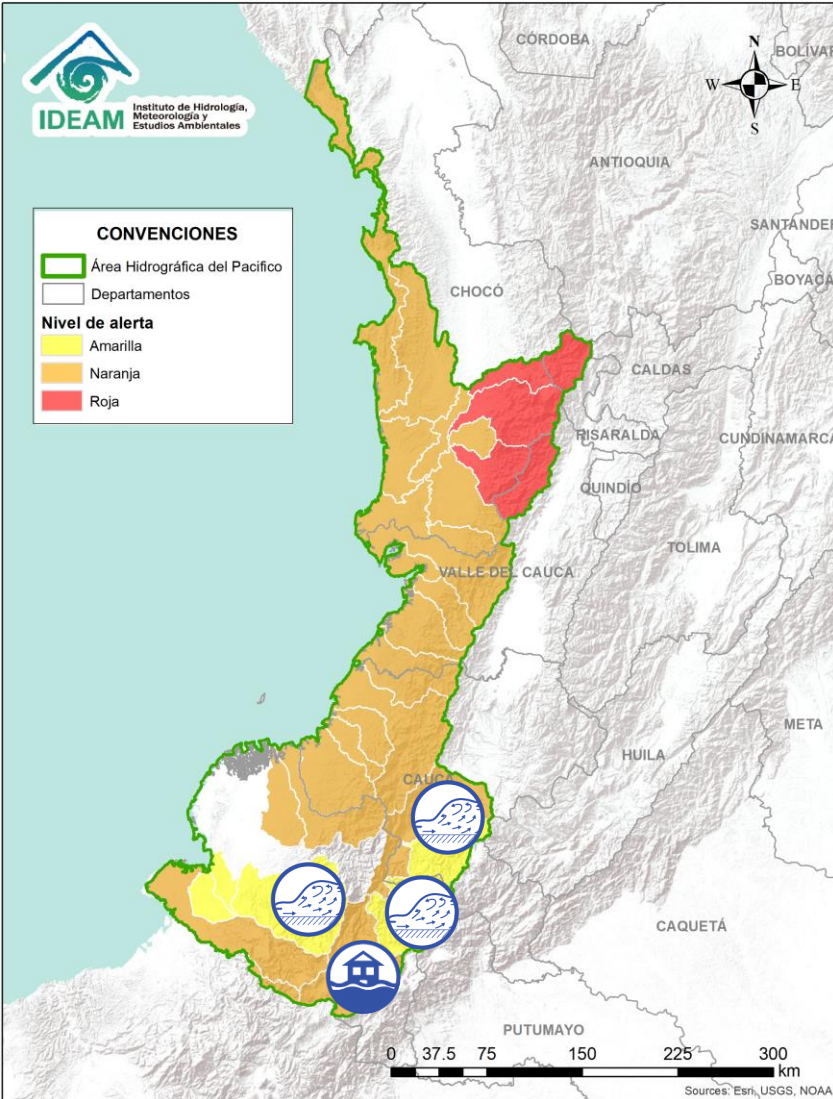 IDEAM
Instituto de Hidrología,
Meteorología y
Estudios Ambientales
CÓRDOBA
N
BOLÍVAR
W
E
S
ANTIOQUIA
CONVENCIONES
Área Hidrográfica del Pacifico
Departamentos
Nivel de alerta
Amarilla
Naranja
Roja
SANTANDER
BOYACÁ
CHOCÓ
CALDAS
RISARALDA
CUNDINAMARCA
QUINDÍO
TOLIMA
VALLE DEL CAUCA
META
HUILA
CAUCA
CAQUETÁ
PUTUMAYO
0 37.5 75 150 225 300
km
Sources: Esri, USGS, NOAA